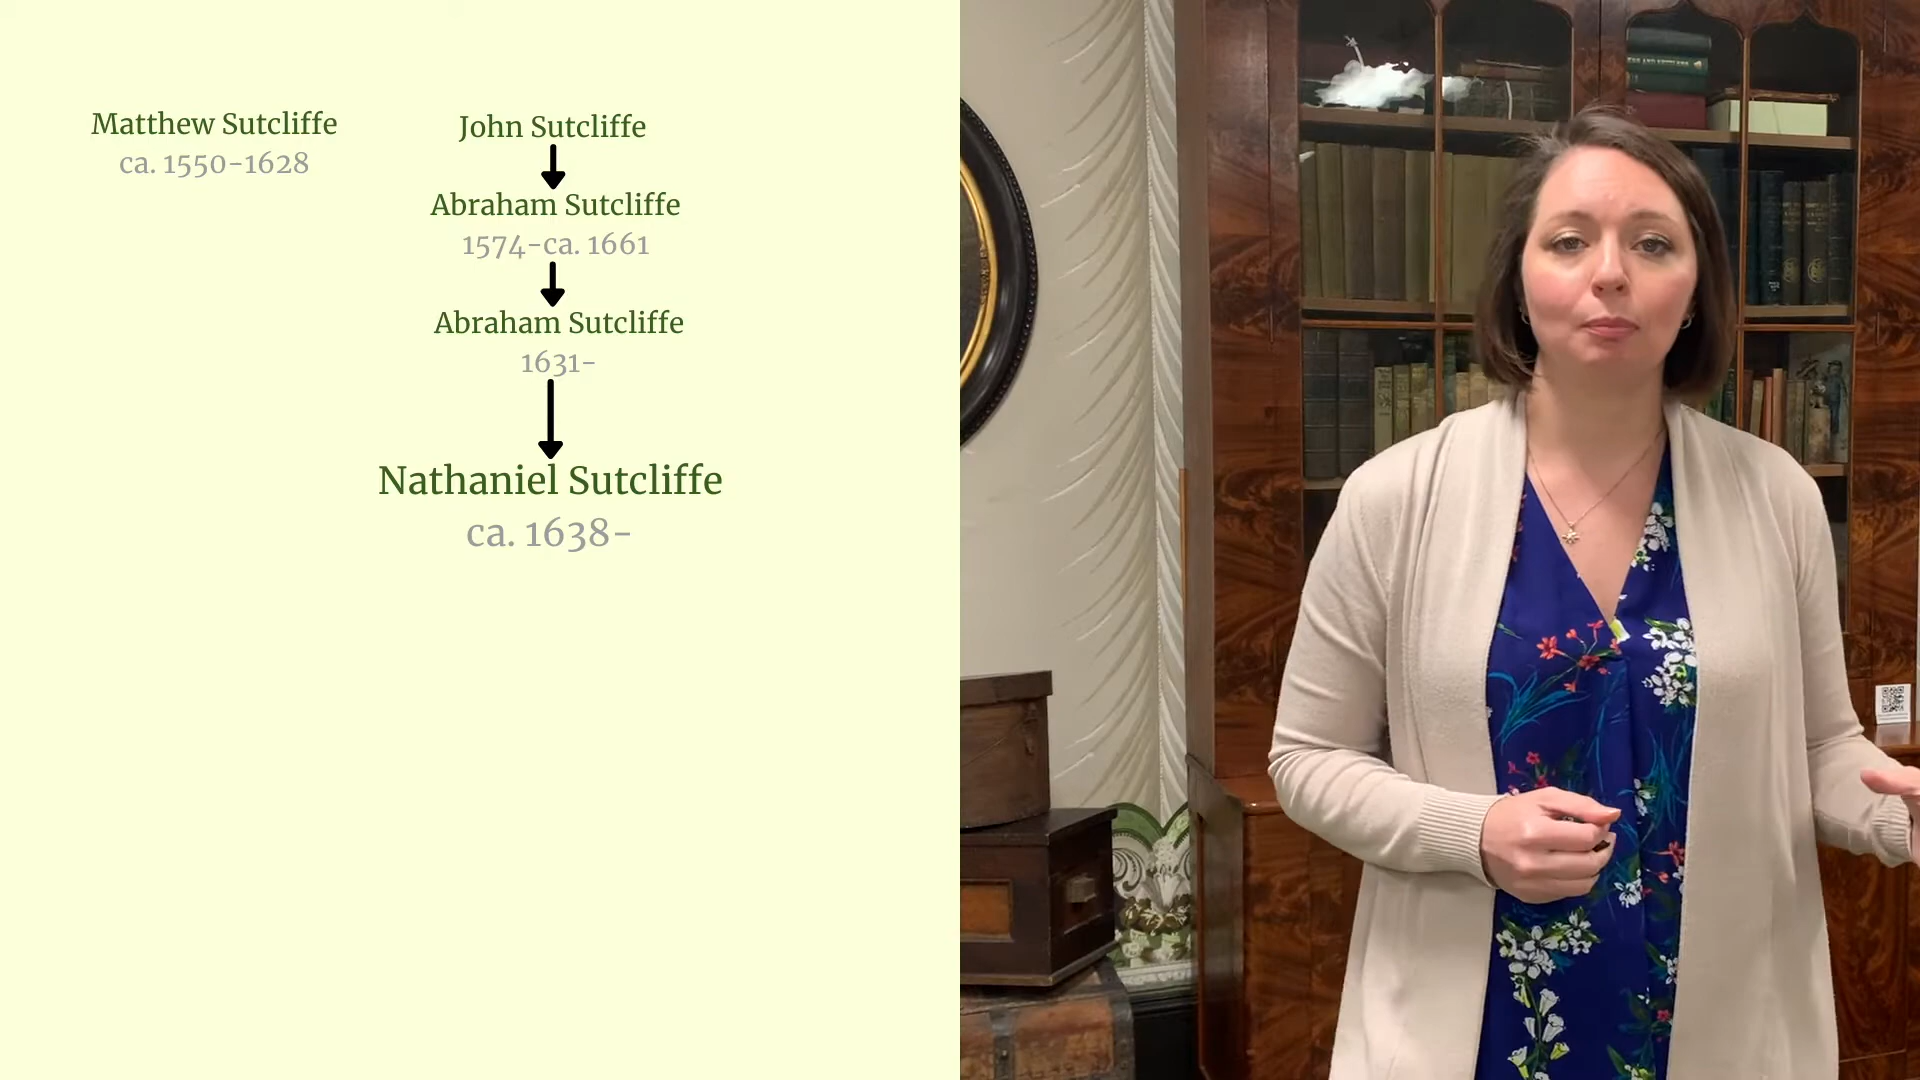 Matthew Sutcliffe
ca. 1550-1628
John Sutcliffe
Abraham Sutcliffe
1574-ca. 1661
Abraham Sutcliffe
1631-
Nathaniel Sutcliffe
ca. 1638-